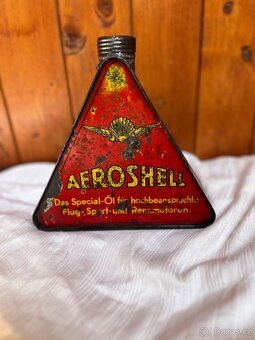 AEROSHELL
Das Special-Öl für hochbeanspruchte
Flug-, Sport- und Rennmotoren.